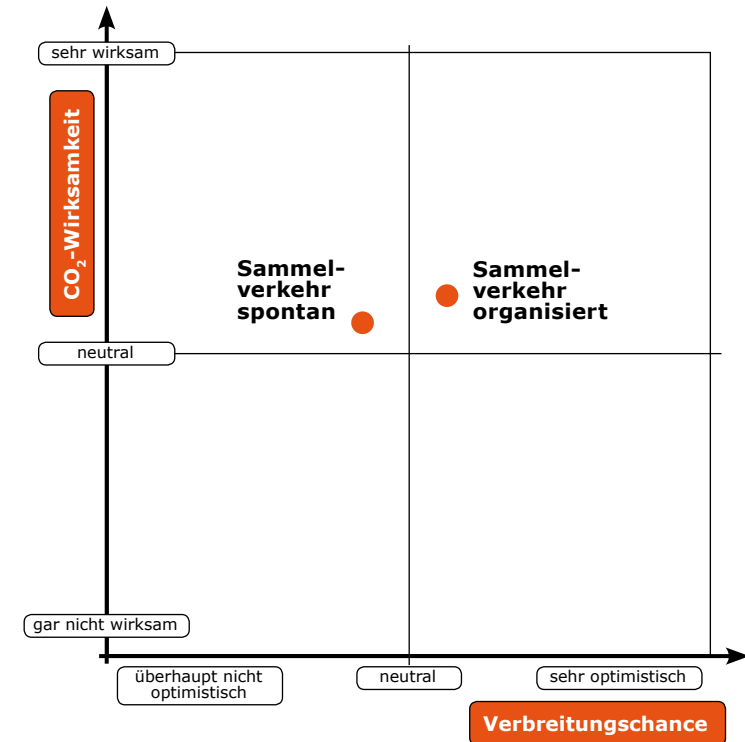 sehr wirksam
CO₂-Wirksamkeit
Sammel-
verkehr
spontan
Sammel-
verkehr
organisiert
neutral
gar nicht wirksam
überhaupt nicht
optimistisch
neutral
sehr optimistisch
Verbreitungschance